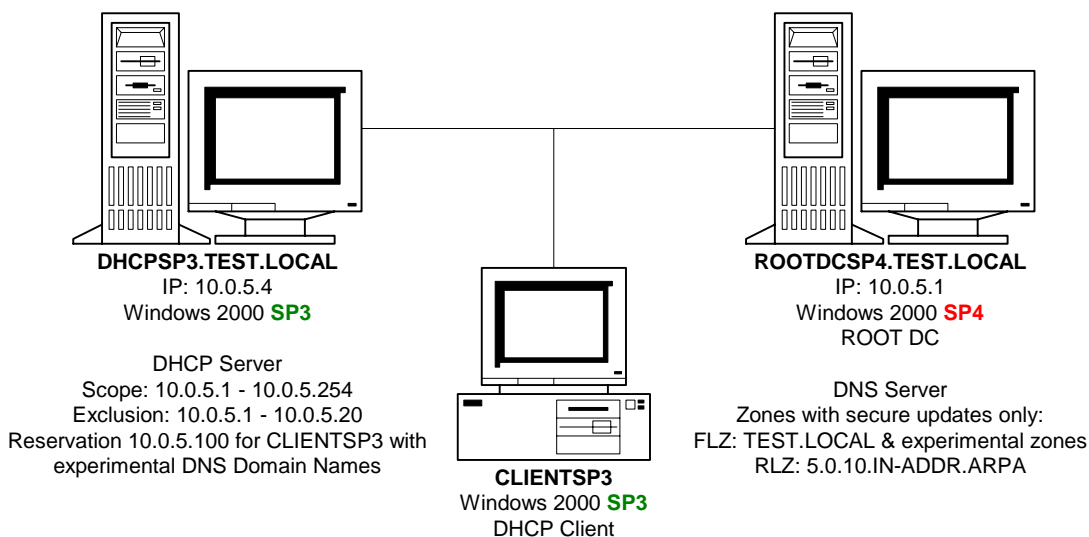 DHCPSP3.TEST.LOCAL
IP: 10.0.5.4
Windows 2000 SP3
DHCP Server
Scope: 10.0.5.1 - 10.0.5.254
Exclusion: 10.0.5.1 - 10.0.5.20
Reservation 10.0.5.100 for CLIENTSP3 with
experimental DNS Domain Names
CLIENTSP3
Windows 2000 SP3
DHCP Client
ROOTDCSP4.TEST.LOCAL
IP: 10.0.5.1
Windows 2000 SP4
ROOT DC
DNS Server
Zones with secure updates only:
FLZ: TEST.LOCAL & experimental zones
RLZ: 5.0.10.IN-ADDR.ARPA